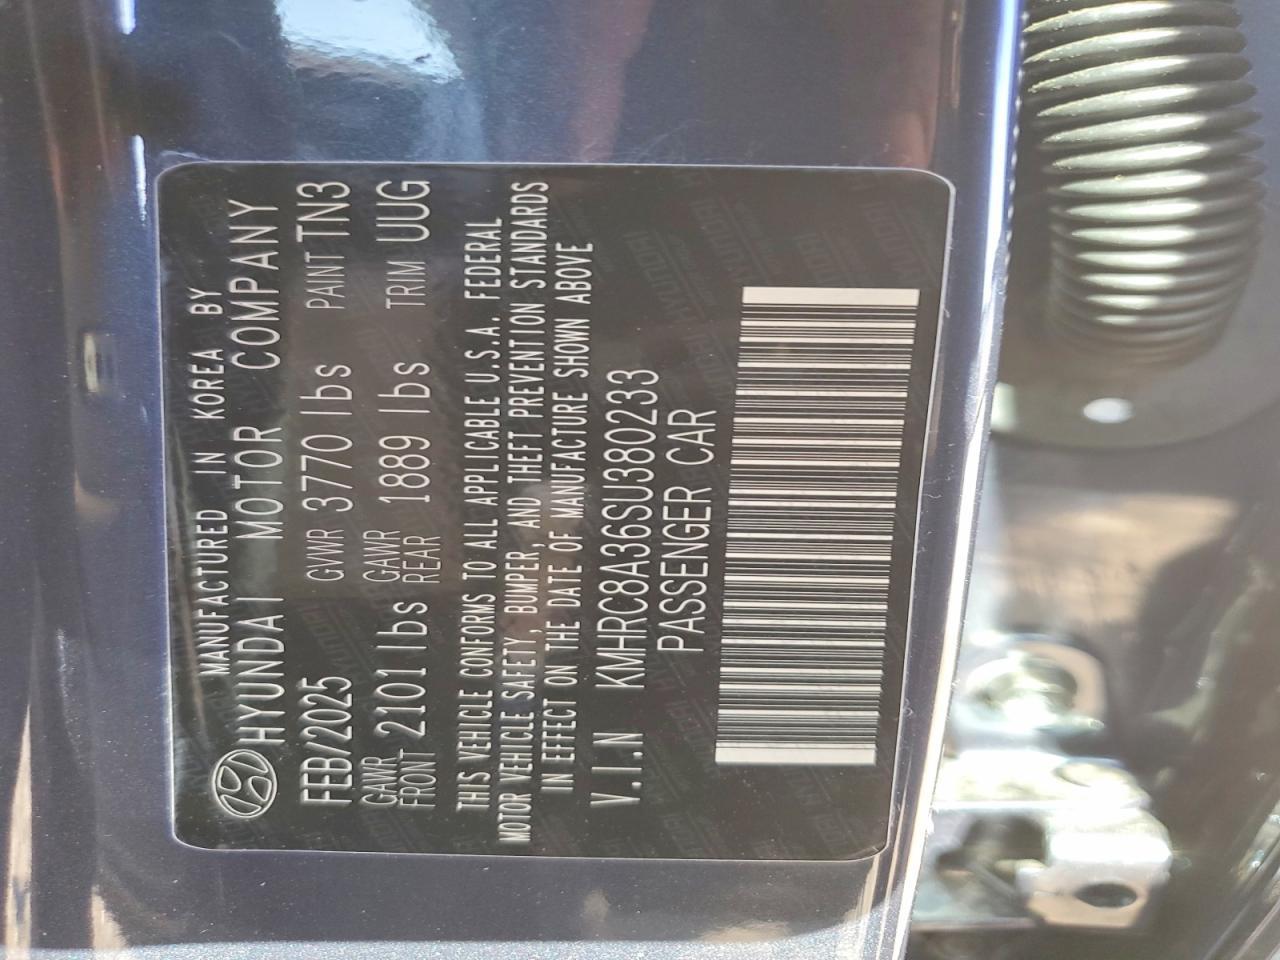 MANUFACTURED IN KOREA BY
HYUNDAI MOTOR COMPANY
FEB/2025 GVWR 3770 lbs PAINT TN3
GAWR FRONT 2101 lbs GAWR REAR 1889 lbs TRIM UUG
THIS VEHICLE CONFORMS TO ALL APPLICABLE U.S.A. FEDERAL
MOTOR VEHICLE SAFETY, BUMPER, AND THEFT PREVENTION STANDARDS
IN EFFECT ON THE DATE OF MANUFACTURE SHOWN ABOVE
V.I.N KMHRC8A36SU380233
PASSENGER CAR